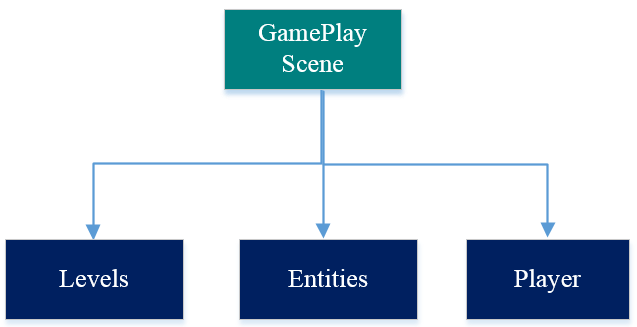 GamePlay
Scene
Levels
Entities
Player